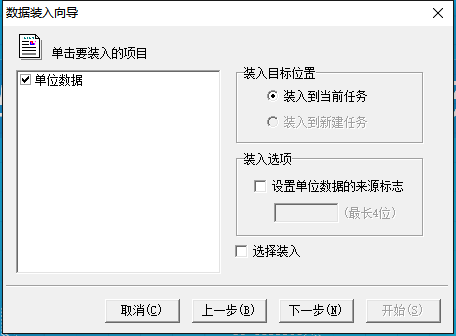 数据装入向导
单击要装入的项目
单位数据
装入目标位置
装入到当前任务
装入到新建任务
装入选项
设置单位数据的来源标志
(最长4位)
选择装入
取消(C)
上一步(B)
下一步(N)
开始(S)